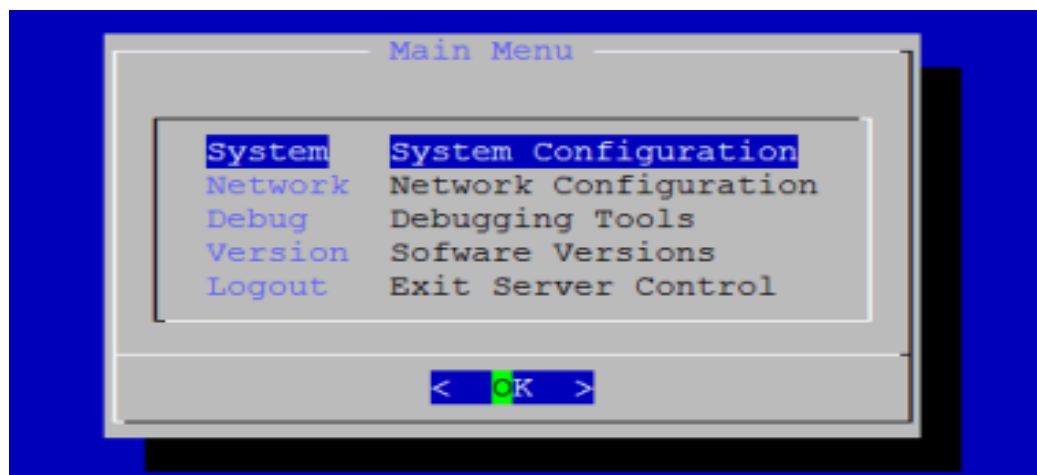 Main Menu
System System Configuration
Network Network Configuration
Debug Debugging Tools
Version Sofware Versions
Logout Exit Server Control
< OK >